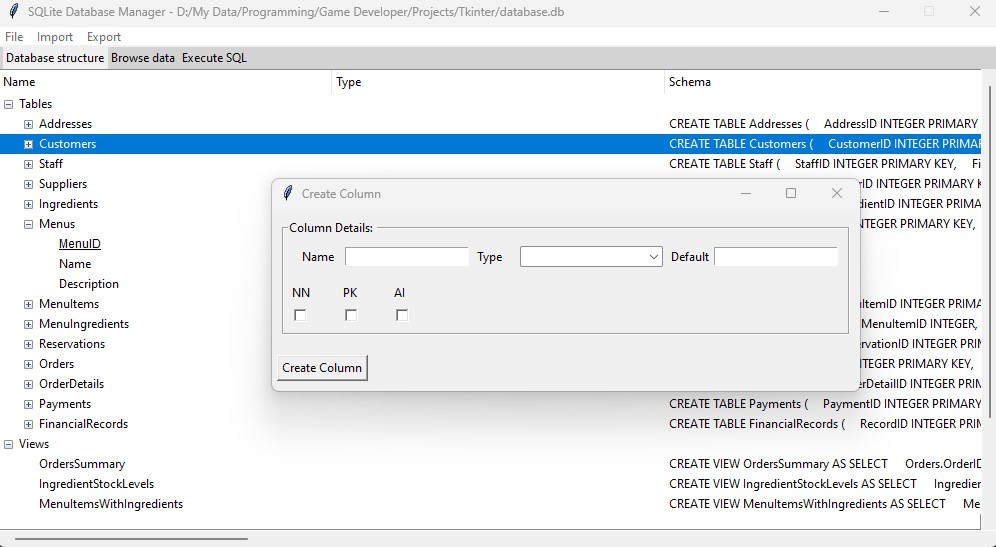 SQLite Database Manager - D:/My Data/Programming/Game Developer/Projects/Tkinter/database.db
File Import Export
Database structure Browse data Execute SQL
Name Type Schema
Tables
Addresses CREATE TABLE Addresses ( AddressID INTEGER PRIMARY
Customers CREATE TABLE Customers ( CustomerID INTEGER PRIMA
Staff CREATE TABLE Staff ( StaffID INTEGER PRIMARY KEY, Fi
Suppliers rID INTEGER PRIMARY K
Ingredients dientID INTEGER PRIMA
Menus TEGER PRIMARY KEY,
MenuID
Name
Description
MenuItems uItemID INTEGER PRIMA
MenuIngredients MenuItemID INTEGER,
Reservations ervationID INTEGER PRIM
Orders TEGER PRIMARY KEY,
OrderDetails erDetailID INTEGER PRIM
Payments CREATE TABLE Payments ( PaymentID INTEGER PRIMARY
FinancialRecords CREATE TABLE FinancialRecords ( RecordID INTEGER PRIM
Views
OrdersSummary CREATE VIEW OrdersSummary AS SELECT Orders.OrderID
IngredientStockLevels CREATE VIEW IngredientStockLevels AS SELECT Ingredien
MenuItemsWithIngredients CREATE VIEW MenuItemsWithIngredients AS SELECT Me
Create Column
Column Details:
Name Type Default
NN PK AI
Create Column